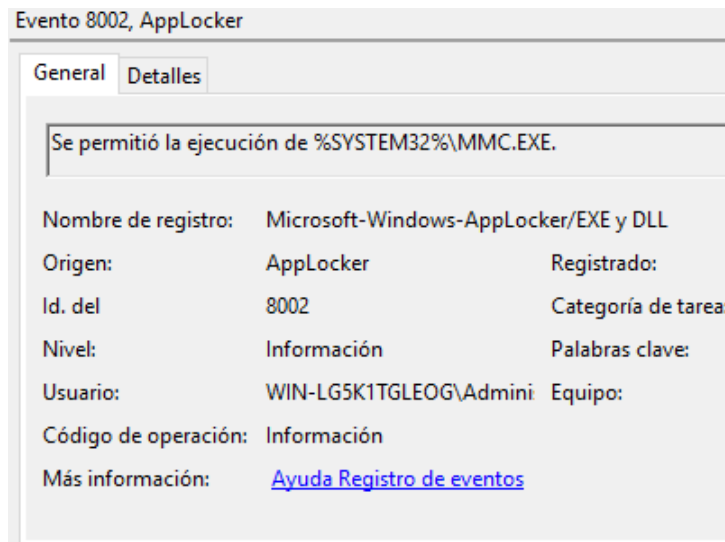 Evento 8002, AppLocker
General Detalles
Se permitió la ejecución de %SYSTEM32%\MMC.EXE.
Nombre de registro: Microsoft-Windows-AppLocker/EXE y DLL
Origen: AppLocker Registrado:
Id. del 8002 Categoría de tarea
Nivel: Información Palabras clave:
Usuario: WIN-LG5K1TGLEOG\Admini Equipo:
Código de operación: Información
Más información: Ayuda Registro de eventos